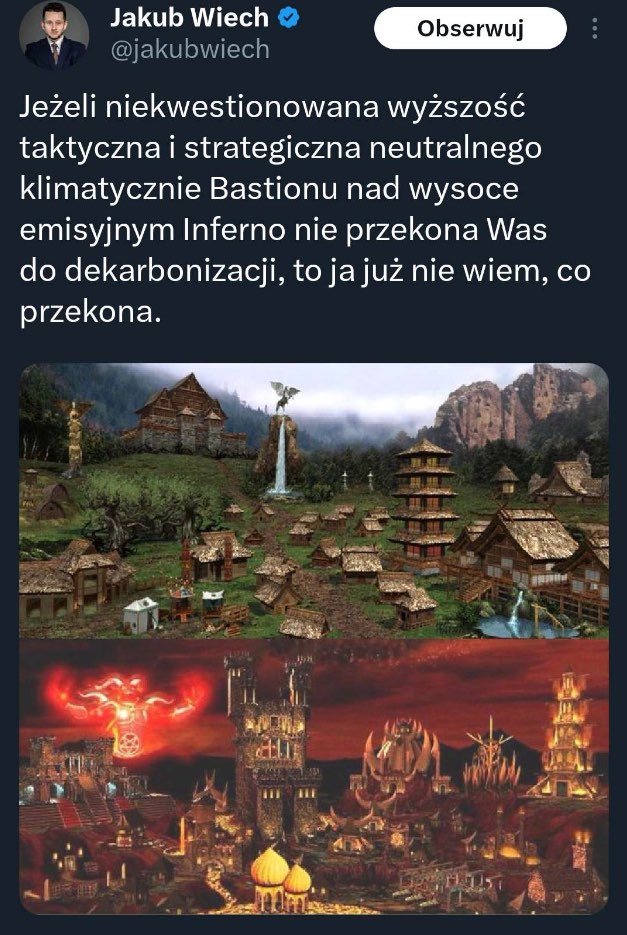 Jakub Wiech
@jakubwiech
Obserwuj
Jeżeli niekwestionowana wyższość
taktyczna i strategiczna neutralnego
klimatycznie Bastionu nad wysoce
emisyjnym Inferno nie przekona Was
do dekarbonizacji, to ja już nie wiem, co
przekona.